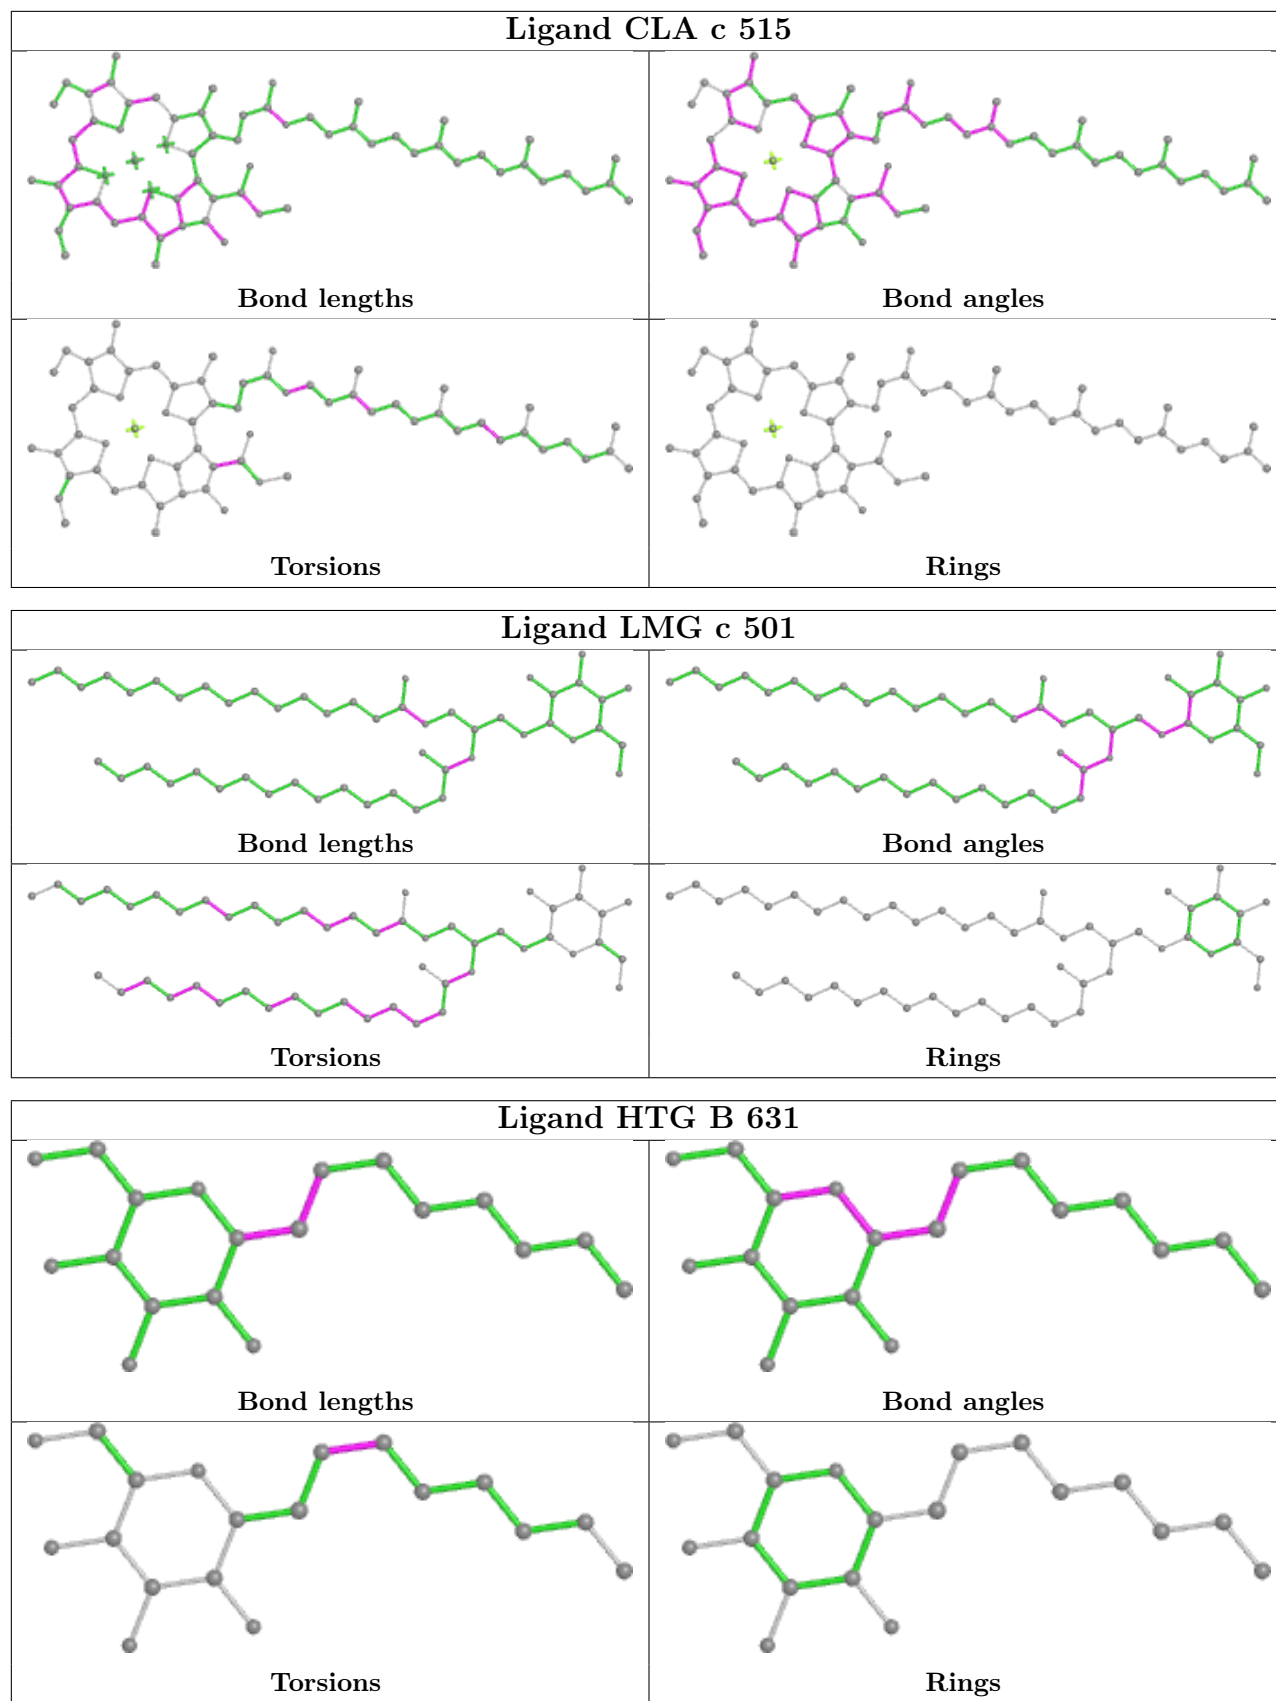 Ligand CLA c 515
Bond lengths
Bond angles
Torsions
Rings
Ligand LMG c 501
Bond lengths
Bond angles
Torsions
Rings
Ligand HTG B 631
Bond lengths
Bond angles
Torsions
Rings